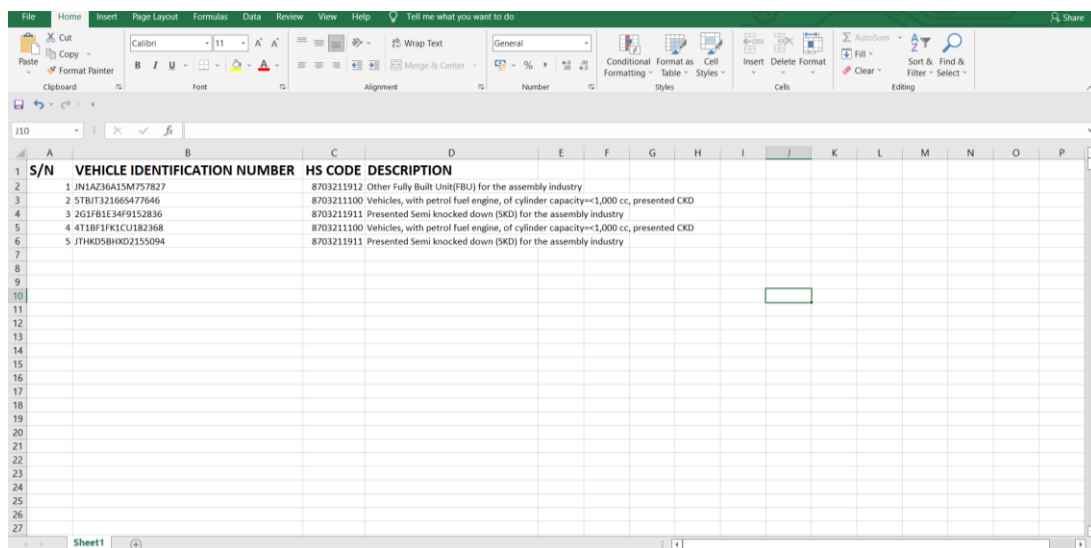 File Home Insert Page Layout Formulas Data Review View Help Tell me what you want to do Share
Cut
Copy
Format Painter
Paste
Clipboard
Calibri 11 A A
B I U A
Font
Wrap Text
Merge & Center
Alignment
General
% ,
Number
Conditional Formatting
Format as Table
Cell Styles
Styles
Insert Delete Format
Cells
AutoSum
Fill
Clear
Sort & Filter
Find & Select
Editing
J10 fx
A B C D E F G H I J K L M N O P
1 S/N VEHICLE IDENTIFICATION NUMBER HS CODE DESCRIPTION
2 1 JN1AZ36A15M757827 8703211912 Other Fully Built Unit(FBU) for the assembly industry
3 2 5TBJT32166S477646 8703211100 Vehicles, with petrol fuel engine, of cylinder capacity=<1,000 cc, presented CKD
4 3 2G1FB1E34F9152836 8703211911 Presented Semi knocked down (SKD) for the assembly industry
5 4 4T1BF1FK1CU182368 8703211100 Vehicles, with petrol fuel engine, of cylinder capacity=<1,000 cc, presented CKD
6 5 JTHKD5BHXD2155094 8703211911 Presented Semi knocked down (SKD) for the assembly industry
7
8
9
10
11
12
13
14
15
16
17
18
19
20
21
22
23
24
25
26
27
Sheet1